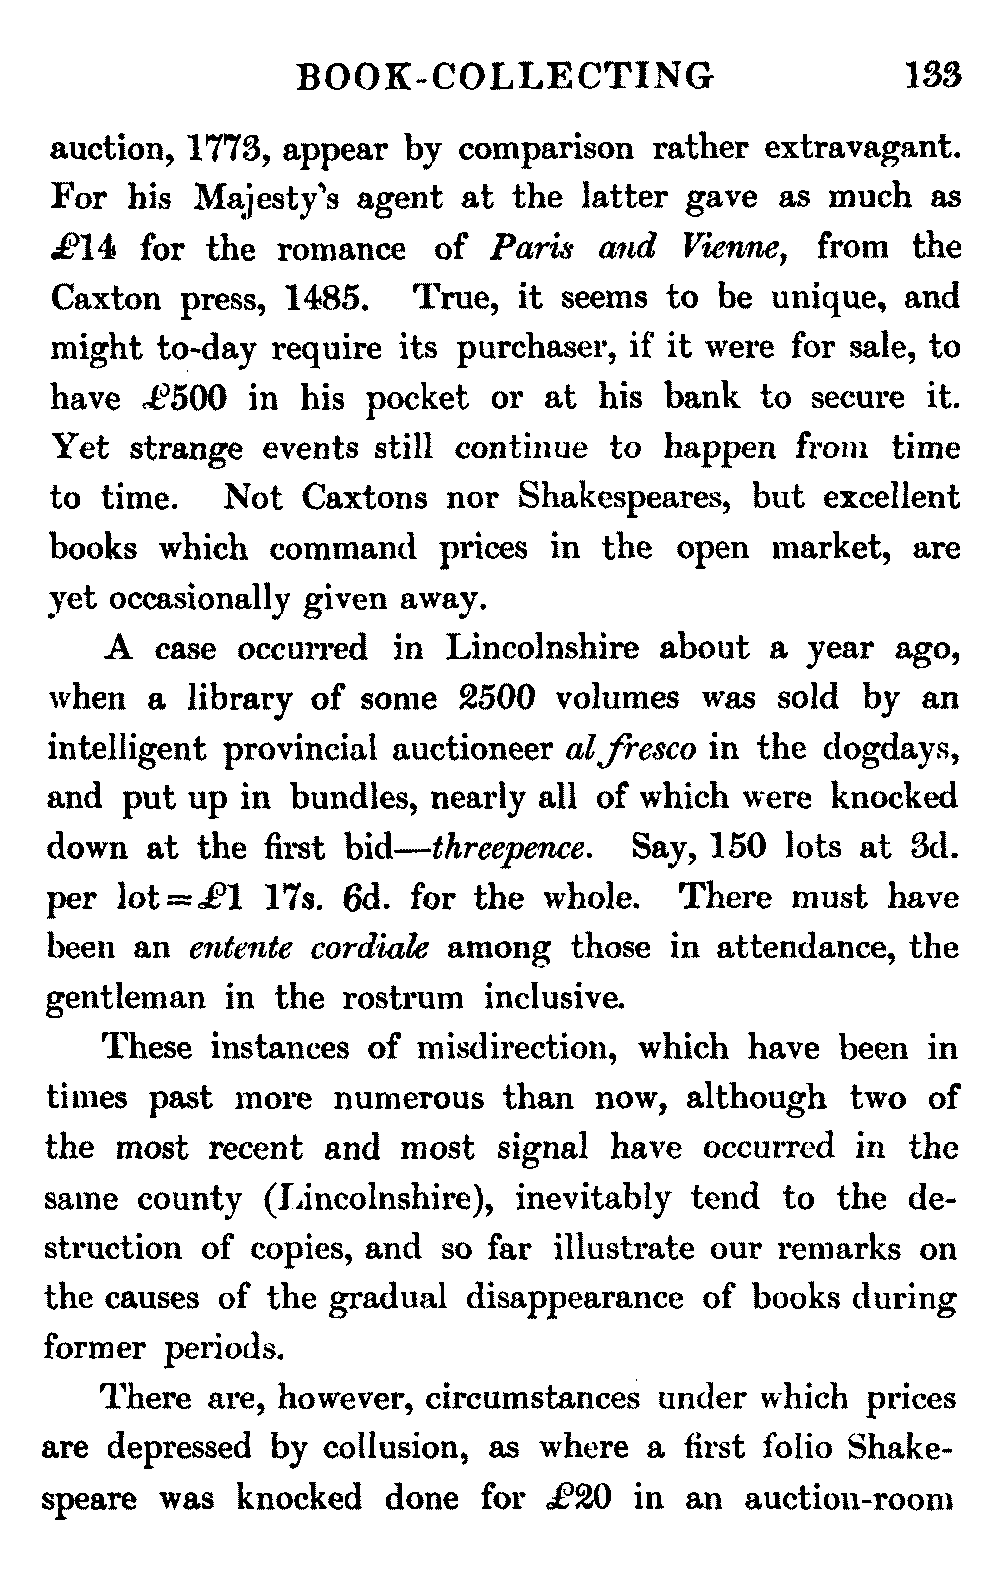 BOOK-COLLECTING 133
auction, 1773, appear by comparison rather extravagant.
For his Majesty's agent at the latter gave as much as
£14 for the romance of Paris and Vienne, from the
Caxton press, 1485. True, it seems to be unique, and
might to-day require its purchaser, if it were for sale, to
have £500 in his pocket or at his bank to secure it.
Yet strange events still continue to happen from time
to time. Not Caxtons nor Shakespeares, but excellent
books which command prices in the open market, are
yet occasionally given away.
A case occurred in Lincolnshire about a year ago,
when a library of some 2500 volumes was sold by an
intelligent provincial auctioneer al fresco in the dogdays,
and put up in bundles, nearly all of which were knocked
down at the first bid—threepence. Say, 150 lots at 3d.
per lot=£1 17s. 6d. for the whole. There must have
been an entente cordiale among those in attendance, the
gentleman in the rostrum inclusive.
These instances of misdirection, which have been in
times past more numerous than now, although two of
the most recent and most signal have occurred in the
same county (Lincolnshire), inevitably tend to the de-
struction of copies, and so far illustrate our remarks on
the causes of the gradual disappearance of books during
former periods.
There are, however, circumstances under which prices
are depressed by collusion, as where a first folio Shake-
speare was knocked done for £20 in an auction-room